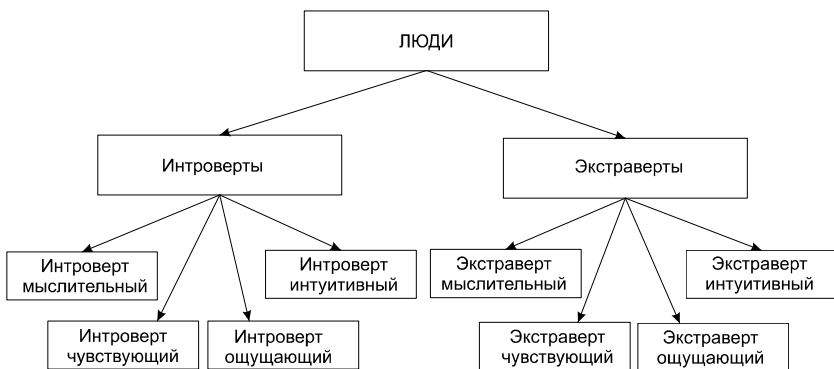 ЛЮДИ
Интроверты
Экстраверты
Интроверт
мыслительный
Интроверт
интуитивный
Экстраверт
мыслительный
Экстраверт
интуитивный
Интроверт
чувствующий
Интроверт
ощущающий
Экстраверт
чувствующий
Экстраверт
ощущающий